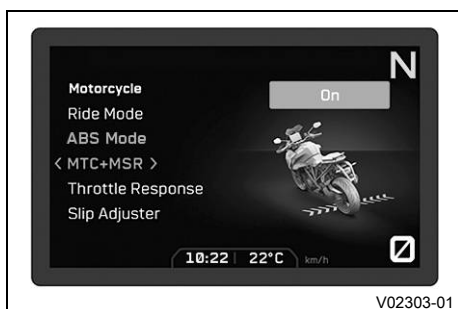 N
Motorcycle
On
Ride Mode
ABS Mode
< MTC+MSR >
Throttle Response
Slip Adjuster
10:22 22°C km/h
0
V02303-01